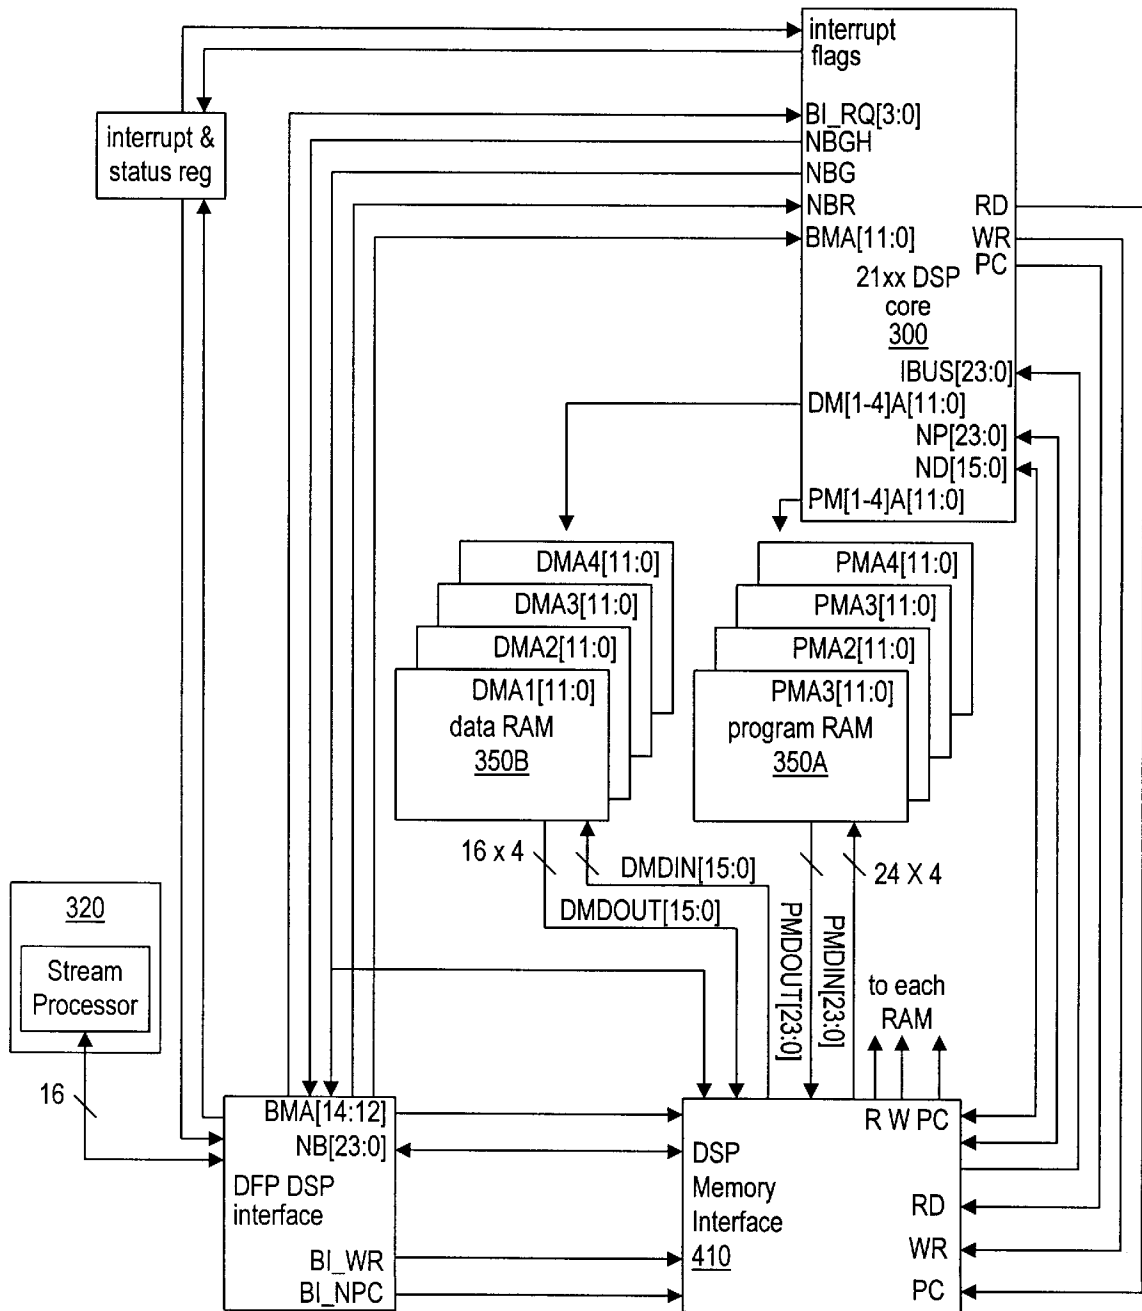 interrupt
flags
interrupt &
status reg
BI_RQ[3:0]
NBGH
NBG
NBR
BMA[11:0]
RD
WR
PC
21xx DSP
core
300
IBUS[23:0]
DM[1-4]A[11:0]
NP[23:0]
ND[15:0]
PM[1-4]A[11:0]
DMA4[11:0]
DMA3[11:0]
DMA2[11:0]
DMA1[11:0]
data RAM
350B
PMA4[11:0]
PMA3[11:0]
PMA2[11:0]
PMA3[11:0]
program RAM
350A
16 x 4
DMDIN[15:0]
DMDOUT[15:0]
24 X 4
PMDOUT[23:0]
PMDIN[23:0]
to each
RAM
320
Stream
Processor
16
BMA[14:12]
NB[23:0]
DFP DSP
interface
BI_WR
BI_NPC
R W PC
DSP
Memory
Interface
410
RD
WR
PC